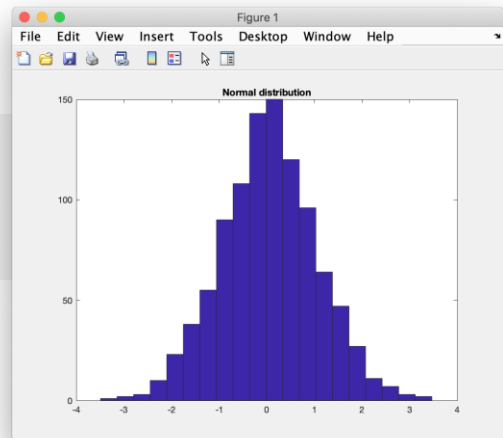 Figure 1
File Edit View Insert Tools Desktop Window Help
Normal distribution
150
100
50
0
-4 -3 -2 -1 0 1 2 3 4